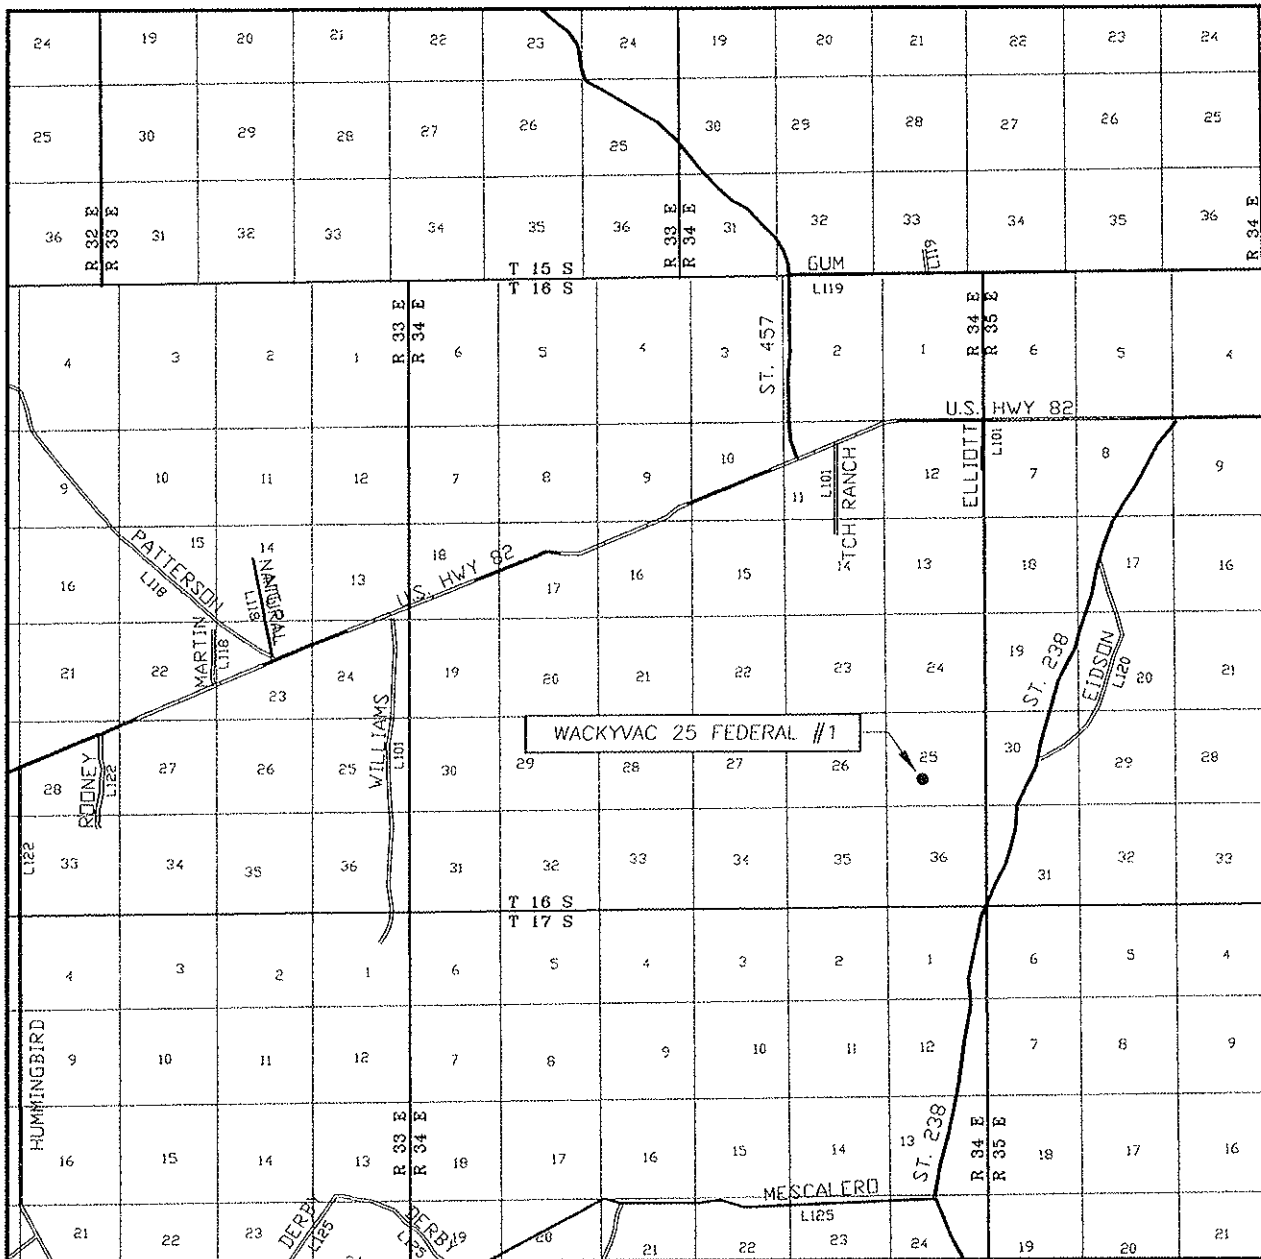 24 19 20 21 22 23 24 19 20 21 22 23 24
25 30 29 28 27 26 25 30 29 28 27 26 25
36 31 32 33 34 35 36 31 32 33 34 35 36
R 32 E
R 33 E
R 33 E
R 34 E
R 34 E
T 15 S
T 16 S
GUM
L119
L119
R 33 E
R 34 E
R 34 E
R 35 E
4 3 2 1 6 5 4 3 2 1 6 5 4
ST. 457
U.S. HWY 82
9 10 11 12 7 8 9 10 11 12 7 8 9
L101
TCH RANCH
ELLIOTT
L101
16 15 14 13 18 17 16 15 14 13 18 17 16
PATTERSON
L118
NATURAL
L118
U.S. HWY 82
21 22 23 24 19 20 21 22 23 24 19 20 21
MARTIN
L118
ST. 238
EIDSON
L120
WACKYVAC 25 FEDERAL #1
28 27 26 25 30 29 28 27 26 25 30 29 28
RODNEY
L122
WILLIAMS
L101
33 34 35 36 31 32 33 34 35 36 31 32 33
L122
T 16 S
T 17 S
4 3 2 1 6 5 4 3 2 1 6 5 4
9 10 11 12 7 8 9 10 11 12 7 8 9
HUMMINGBIRD
16 15 14 13 18 17 16 15 14 13 18 17 16
R 33 E
R 34 E
ST. 238
R 34 E
R 35 E
MESCALERO
L125
21 22 23 19 20 21 22 23 24 19 20 21
DERBY
L125
DERBY
L125